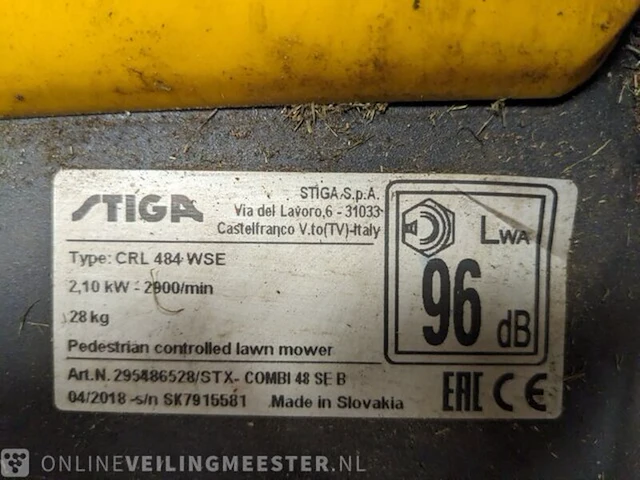 STIGA
STIGA S.p.A.
Via del Lavoro,6 - 31033
Castelfranco V.to(TV)-Italy
Type: CRL 484 WSE
2,10 kW - 2900/min
28 kg
Pedestrian controlled lawn mower
Art.N. 295486528/STX- COMBI 48 SE B
04/2018 -s/n SK7915581 Made in Slovakia
LWA
96 dB
EAC CE
ONLINEVEILINGMEESTER.NL